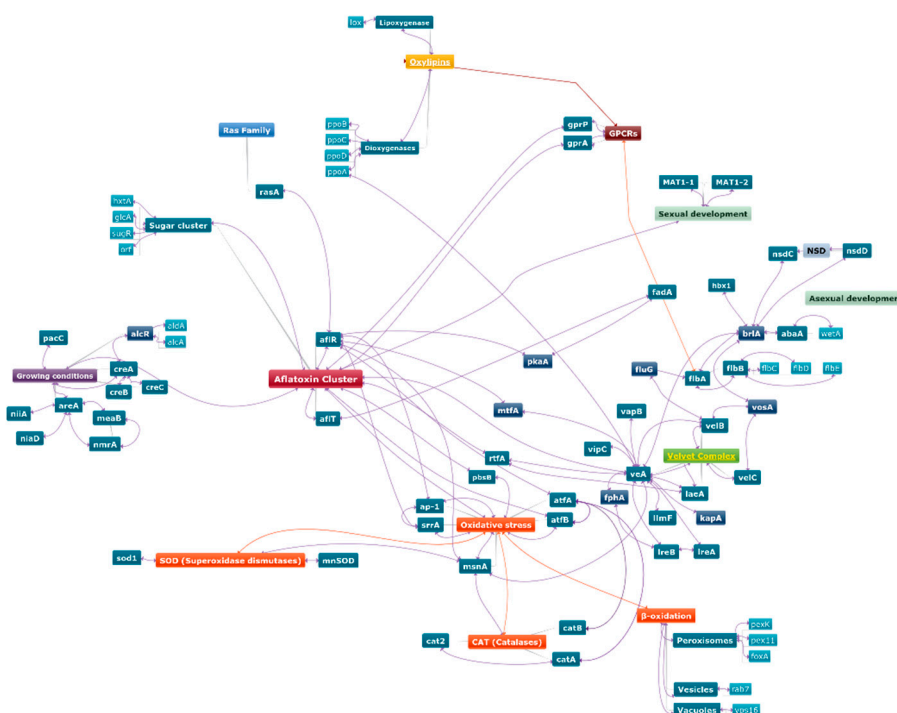 lox
Lipoxygenase
Oxylipins
Ras Family
ppoB
ppoC
ppoD
ppoA
Dioxygenases
gprP
gprA
GPCRs
MAT1-1
MAT1-2
Sexual development
rasA
hxtA
glcA
sugR
orf
Sugar cluster
nsdC
NSD
nsdD
hbx1
fadA
Asexual development
brlA
abaA
wetA
pacC
alcR
aldA
alcA
aflR
pkaA
fluG
flbA
flbB
flbC
flbD
flbE
Growing conditions
creA
creB
creC
Aflatoxin Cluster
aflT
mtfA
vapB
velB
vosA
niiA
areA
meaB
niaD
nmrA
vipC
Velvet Complex
rtfA
pbsB
veA
velC
laeA
fphA
ap-1
atfA
srrA
Oxidative stress
atfB
llmF
kapA
lreB
lreA
sod1
SOD (Superoxidase dismutases)
mnSOD
msnA
β-oxidation
catB
cat2
CAT (Catalases)
catA
Peroxisomes
pexK
pex11
foxA
Vesicles
rab7
Vacuoles
vps16